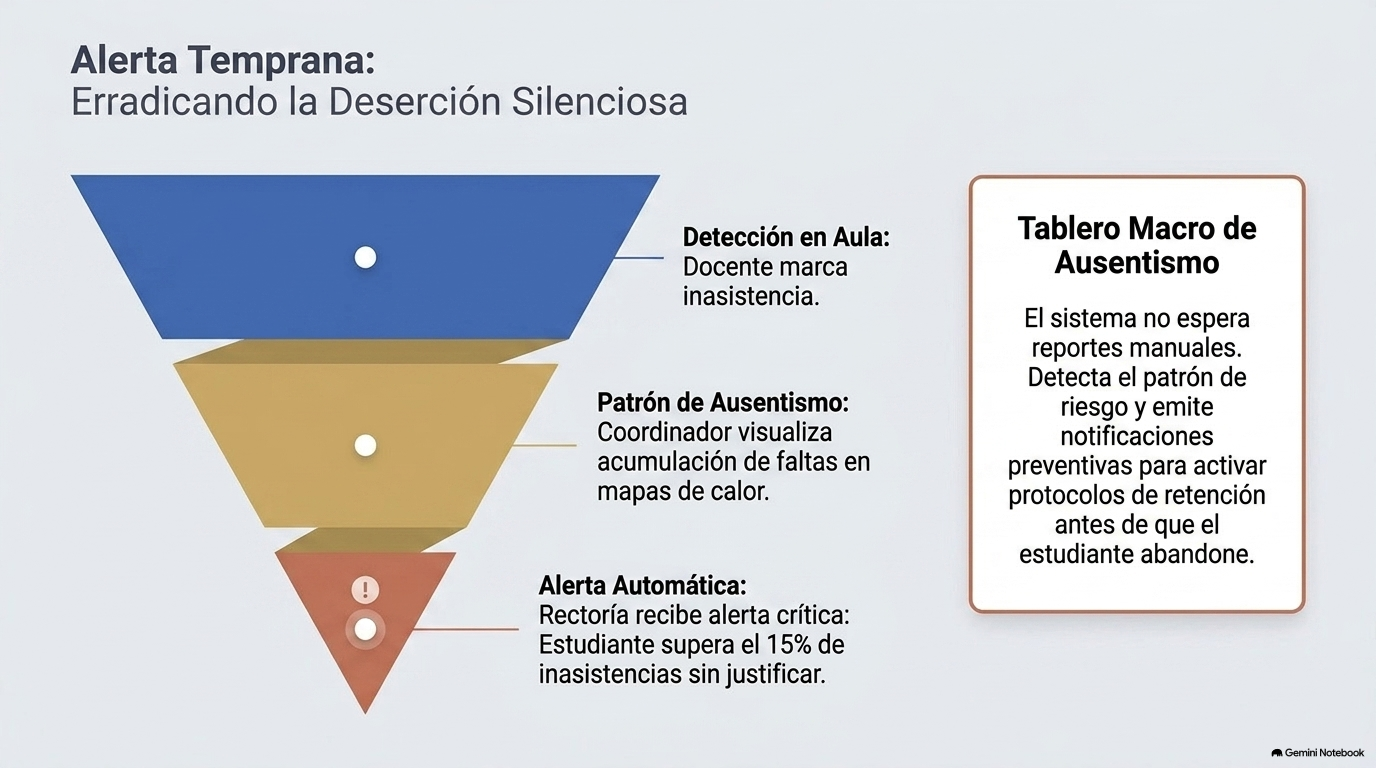 Alerta Temprana:
Erradicando la Deserción Silenciosa
Detección en Aula:
Docente marca
inasistencia.
Patrón de Ausentismo:
Coordinador visualiza
acumulación de faltas en
mapas de calor.
!
Alerta Automática:
Rectoría recibe alerta crítica:
Estudiante supera el 15% de
inasistencias sin justificar.
Tablero Macro de
Ausentismo
El sistema no espera
reportes manuales.
Detecta el patrón de
riesgo y emite
notificaciones
preventivas para activar
protocolos de retención
antes de que el
estudiante abandone.
Gemini Notebook